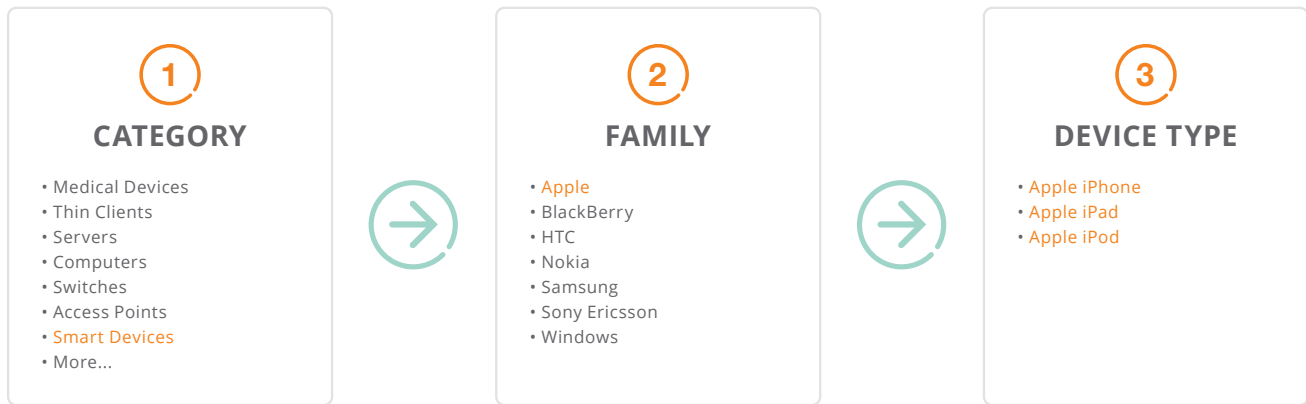 1
CATEGORY
• Medical Devices
• Thin Clients
• Servers
• Computers
• Switches
• Access Points
• Smart Devices
• More...
2
FAMILY
• Apple
• BlackBerry
• HTC
• Nokia
• Samsung
• Sony Ericsson
• Windows
3
DEVICE TYPE
• Apple iPhone
• Apple iPad
• Apple iPod